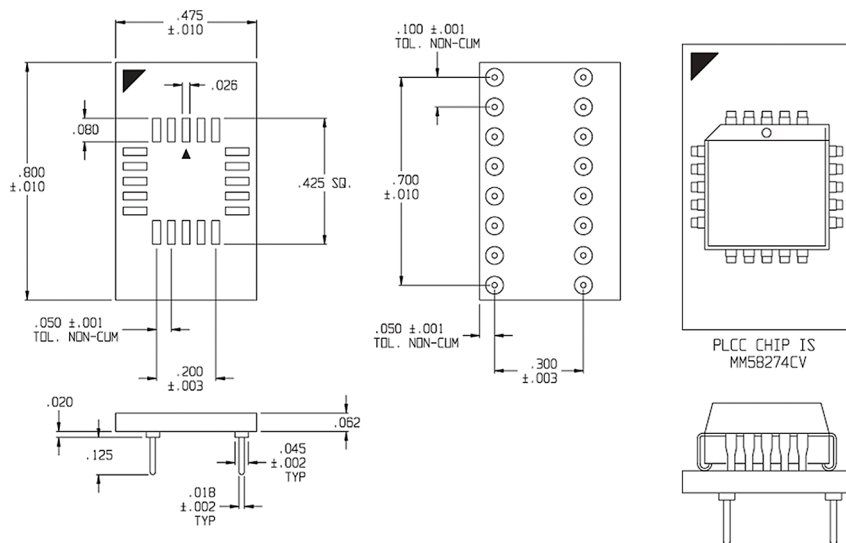 .475
±.010
.026
.080
.800
±.010
.425 SQ.
.050 ±.001
TOL. NON-CUM
.200
±.003
.100 ±.001
TOL. NON-CUM
.700
±.010
.050 ±.001
TOL. NON-CUM
.300
±.003
PLCC CHIP IS
MM58274CV
.020
.125
.062
.045
±.002
TYP
.018
±.002
TYP